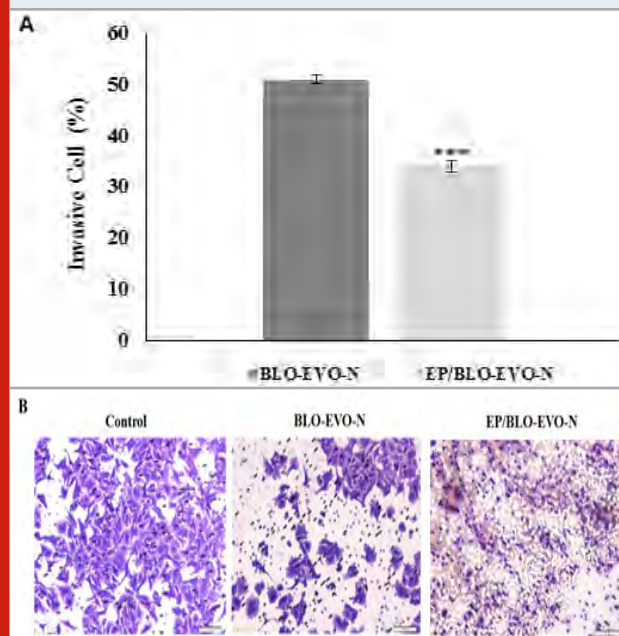 A
60
50
40
30
20
10
0
Invasive Cell (%)
***
BLO-EVO-N EP/BLO-EVO-N
B
Control BLO-EVO-N EP/BLO-EVO-N